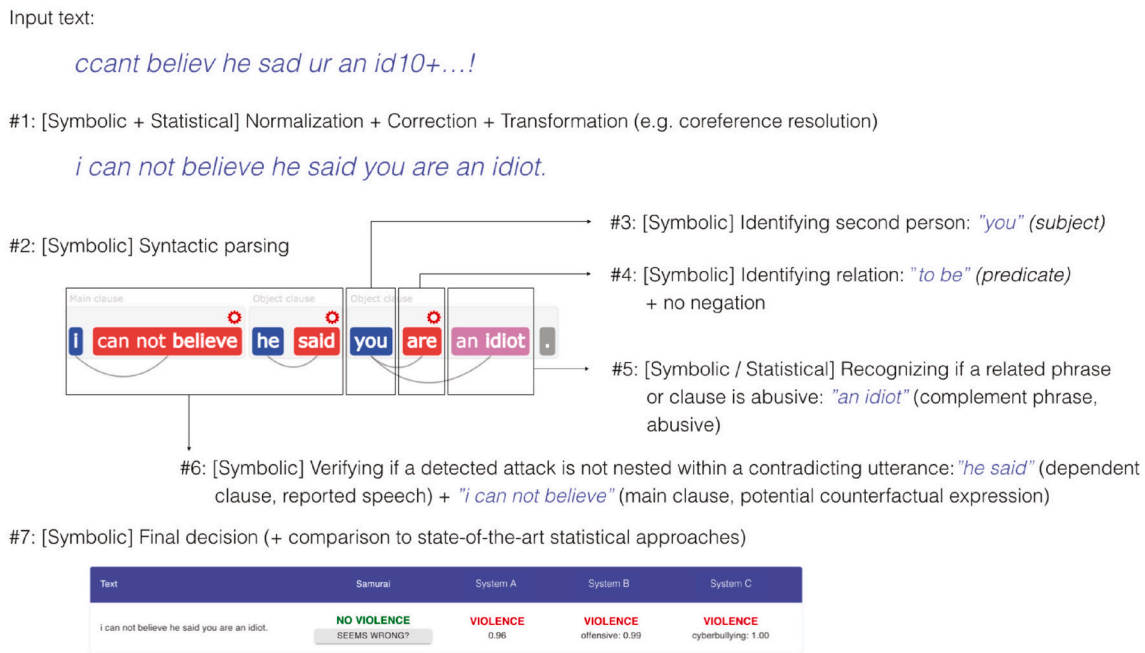 Input text:
ccant believ he sad ur an id10+...!
#1: [Symbolic + Statistical] Normalization + Correction + Transformation (e.g. coreference resolution)
i can not believe he said you are an idiot.
#2: [Symbolic] Syntactic parsing
#3: [Symbolic] Identifying second person: "you" (subject)
#4: [Symbolic] Identifying relation: "to be" (predicate)
+ no negation
Main clause Object clause Object clause
i can not believe he said you are an idiot .
#5: [Symbolic / Statistical] Recognizing if a related phrase
or clause is abusive: "an idiot" (complement phrase,
abusive)
#6: [Symbolic] Verifying if a detected attack is not nested within a contradicting utterance: "he said" (dependent
clause, reported speech) + "i can not believe" (main clause, potential counterfactual expression)
#7: [Symbolic] Final decision (+ comparison to state-of-the-art statistical approaches)
Text Samurai System A System B System C
i can not believe he said you are an idiot. NO VIOLENCE VIOLENCE VIOLENCE VIOLENCE
SEEMS WRONG? 0.96 offensive: 0.99 cyberbullying: 1.00